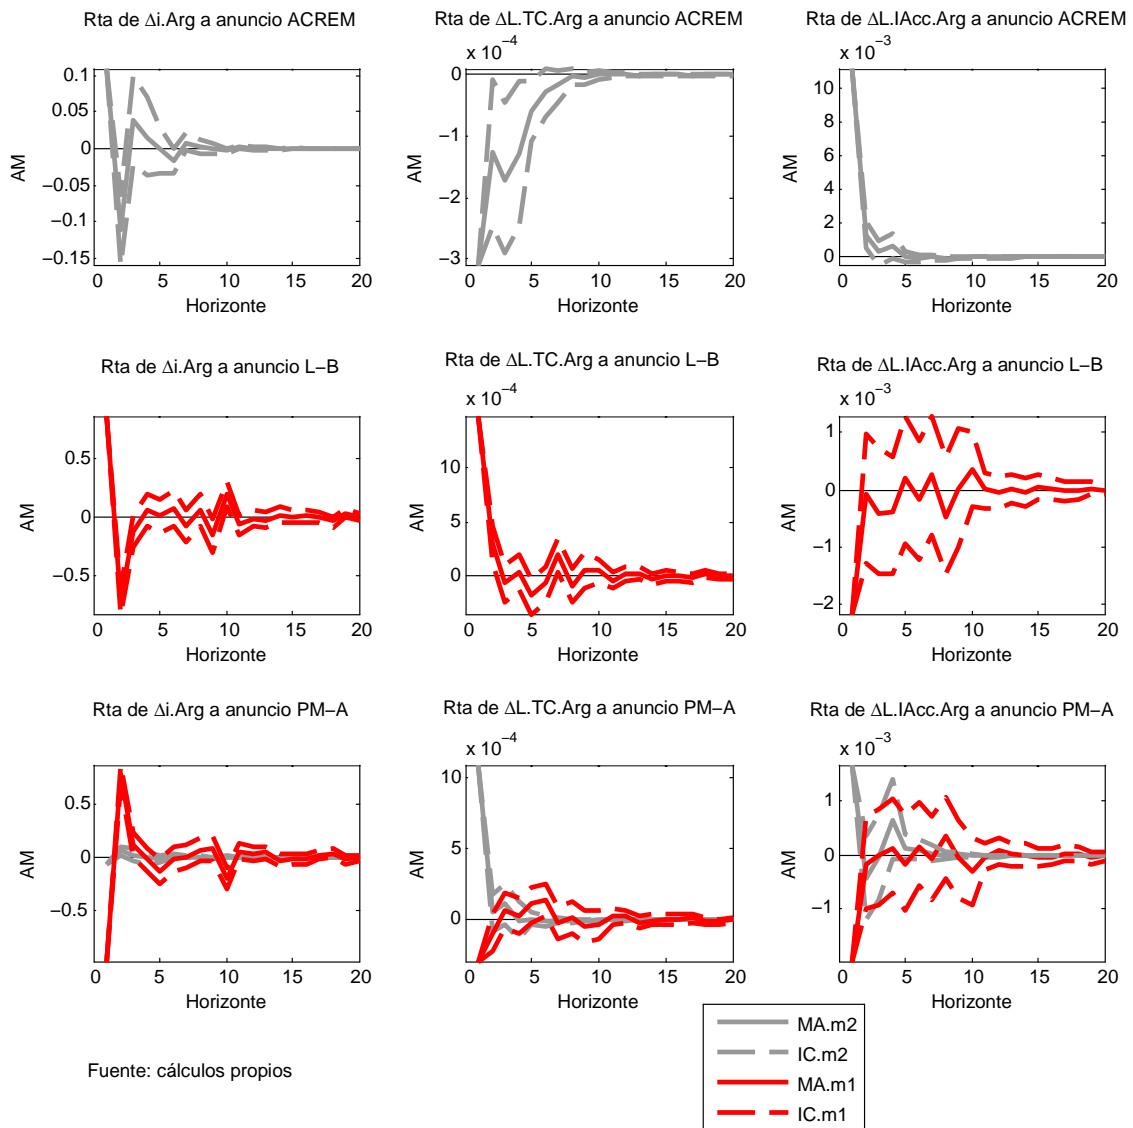 Rta de Δi.Arg a anuncio ACREM
Rta de ΔL.TC.Arg a anuncio ACREM
Rta de ΔL.IAcc.Arg a anuncio ACREM
x 10−4
x 10−3
0.1
0.05
0
−0.05
−0.1
−0.15
AM
0 5 10 15 20
Horizonte
0
−1
−2
−3
AM
0 5 10 15 20
Horizonte
10
8
6
4
2
0
AM
0 5 10 15 20
Horizonte
Rta de Δi.Arg a anuncio L−B
Rta de ΔL.TC.Arg a anuncio L−B
Rta de ΔL.IAcc.Arg a anuncio L−B
x 10−4
x 10−3
0.5
0
−0.5
AM
0 5 10 15 20
Horizonte
10
5
0
AM
0 5 10 15 20
Horizonte
1
0
−1
−2
AM
0 5 10 15 20
Horizonte
Rta de Δi.Arg a anuncio PM−A
Rta de ΔL.TC.Arg a anuncio PM−A
Rta de ΔL.IAcc.Arg a anuncio PM−A
x 10−4
x 10−3
0.5
0
−0.5
AM
0 5 10 15 20
Horizonte
10
5
0
AM
0 5 10 15 20
Horizonte
1
0
−1
AM
0 5 10 15 20
Horizonte
MA.m2
IC.m2
MA.m1
IC.m1
Fuente: cálculos propios